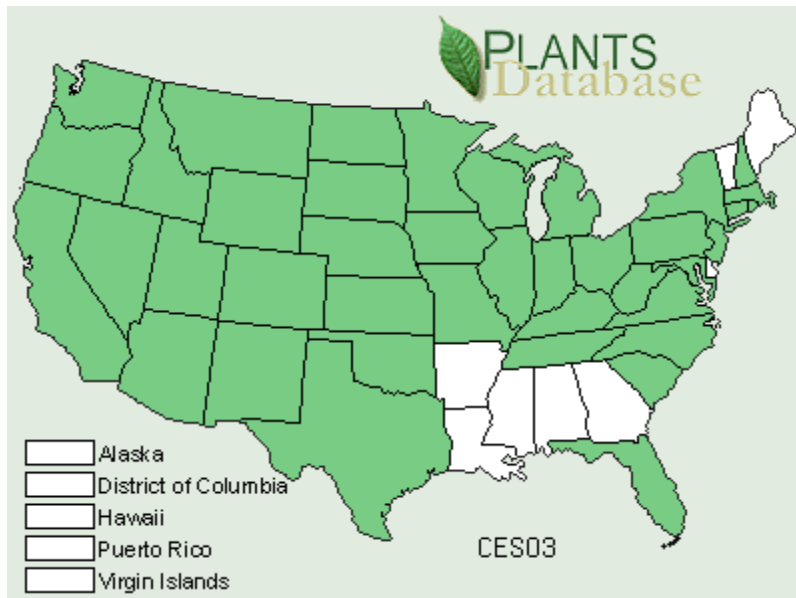 PLANTS
Database
Alaska
District of Columbia
Hawaii
Puerto Rico
Virgin Islands
CES03